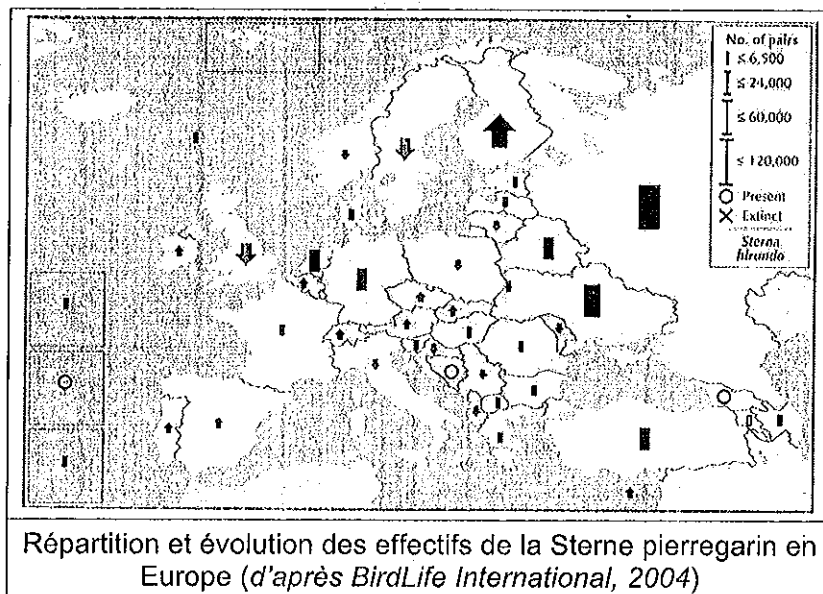 No. of pairs
≤ 6,500
≤ 24,000
≤ 60,000
≤ 120,000
Present
Extinct
Sterna
hirundo
Répartition et évolution des effectifs de la Sterne pierregarin en
Europe (d'après BirdLife International, 2004)